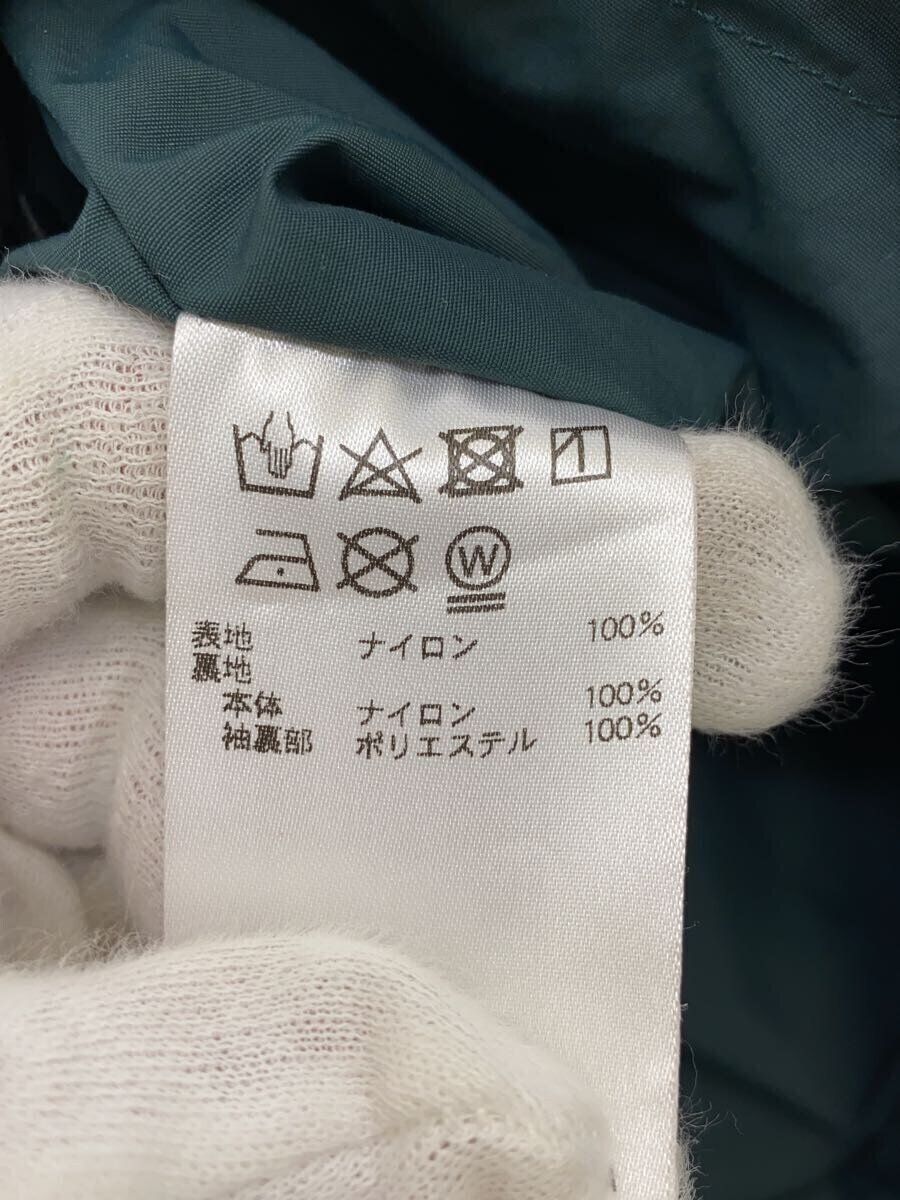 W
表地 ナイロン 100%
裏地
本体 ナイロン 100%
袖裏部 ポリエステル 100%